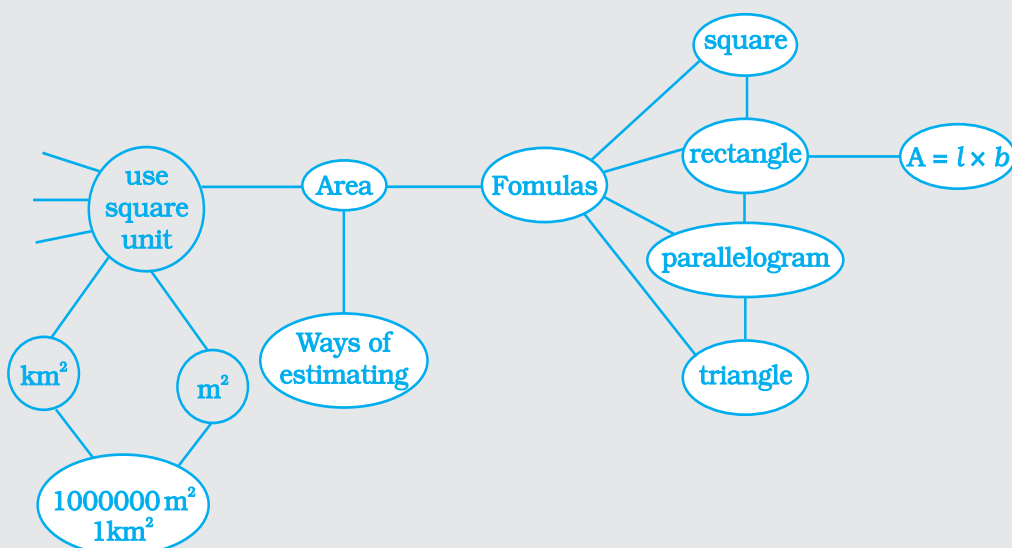 square
rectangle
A = l × b
use
square
unit
Area
Fomulas
parallelogram
Ways of
estimating
triangle
km²
m²
1000000 m²
1km²